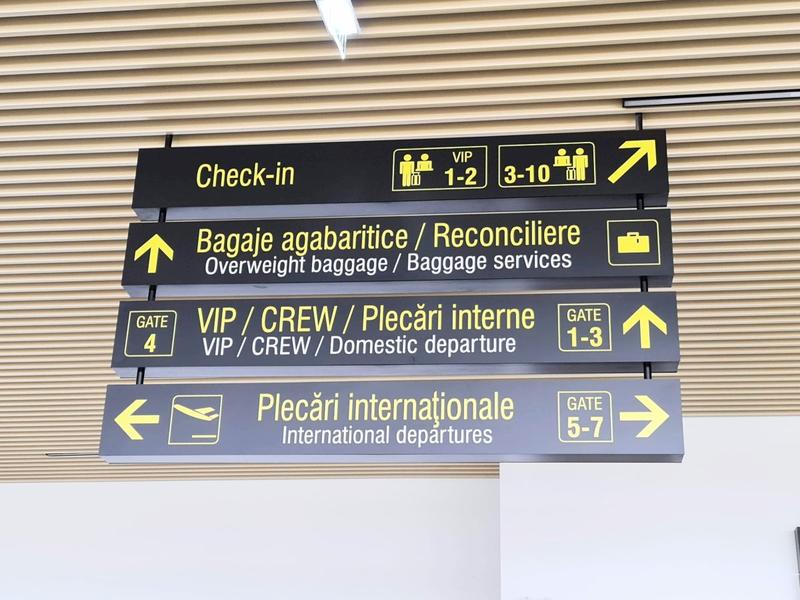 Check-in
VIP
1-2
3-10
Bagaje agabaritice / Reconciliere
Overweight baggage / Baggage services
GATE
4
VIP / CREW / Plecări interne
VIP / CREW / Domestic departure
GATE
1-3
Plecări internaţionale
International departures
GATE
5-7